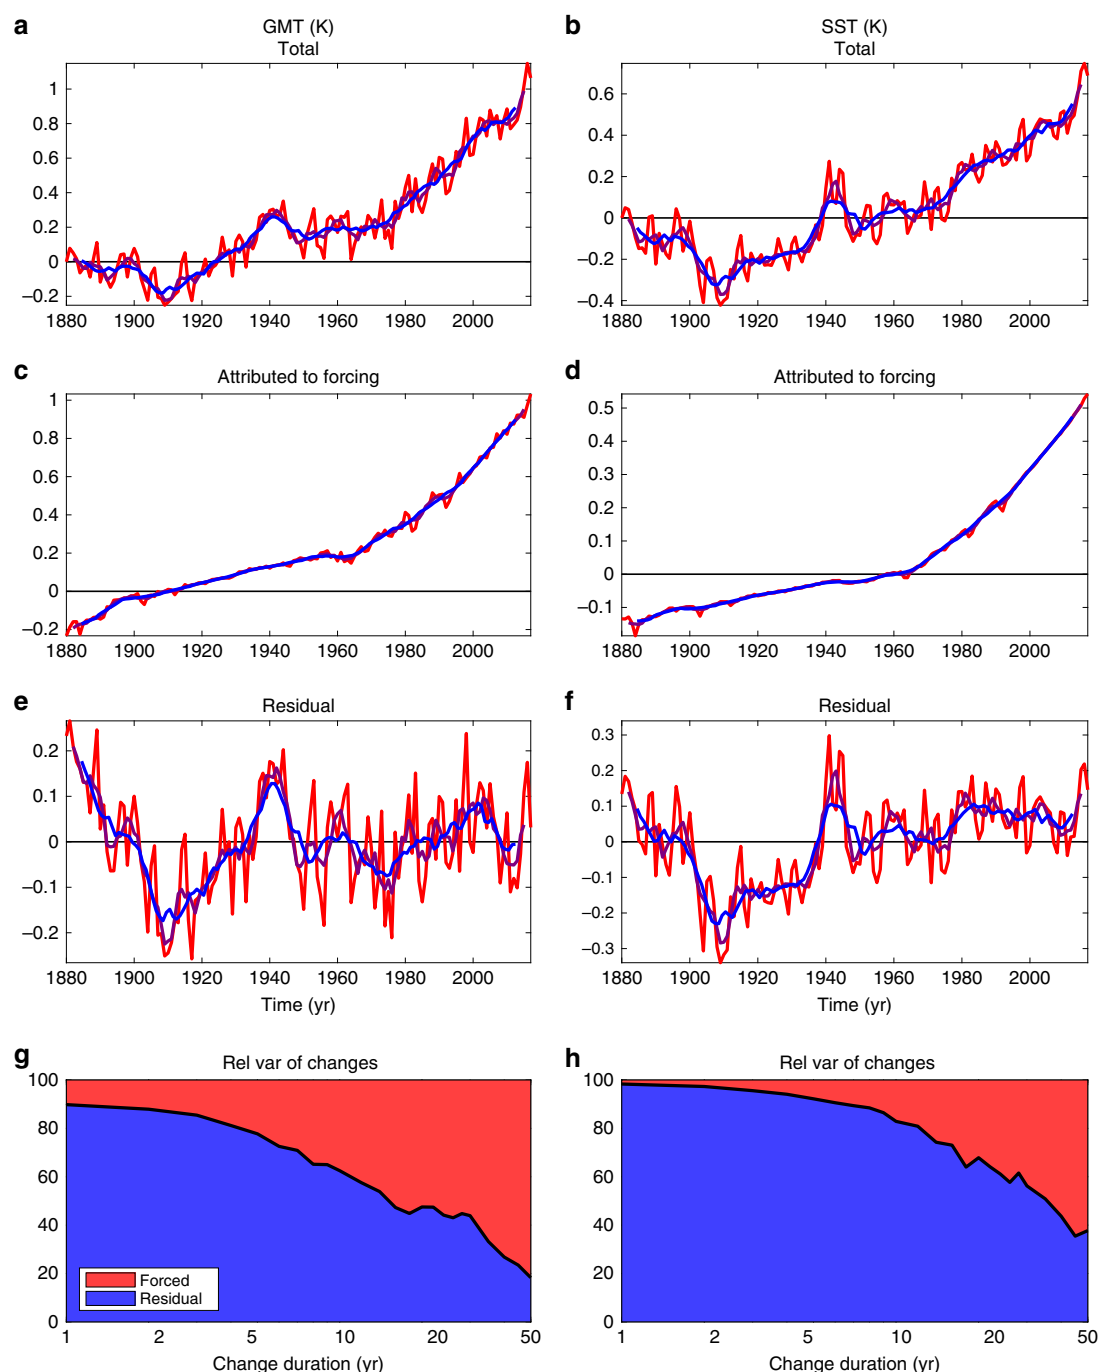 a
GMT (K)
Total
1
0.8
0.6
0.4
0.2
0
−0.2
1880 1900 1920 1940 1960 1980 2000
b
SST (K)
Total
0.6
0.4
0.2
0
−0.2
−0.4
1880 1900 1920 1940 1960 1980 2000
c
Attributed to forcing
1
0.8
0.6
0.4
0.2
0
−0.2
1880 1900 1920 1940 1960 1980 2000
d
Attributed to forcing
0.5
0.4
0.3
0.2
0.1
0
−0.1
1880 1900 1920 1940 1960 1980 2000
e
Residual
0.2
0.1
0
−0.1
−0.2
1880 1900 1920 1940 1960 1980 2000
Time (yr)
f
Residual
0.3
0.2
0.1
0
−0.1
−0.2
−0.3
1880 1900 1920 1940 1960 1980 2000
Time (yr)
g
Rel var of changes
100
80
60
40
20
0
Forced
Residual
1 2 5 10 20 50
Change duration (yr)
h
Rel var of changes
100
80
60
40
20
0
1 2 5 10 20 50
Change duration (yr)